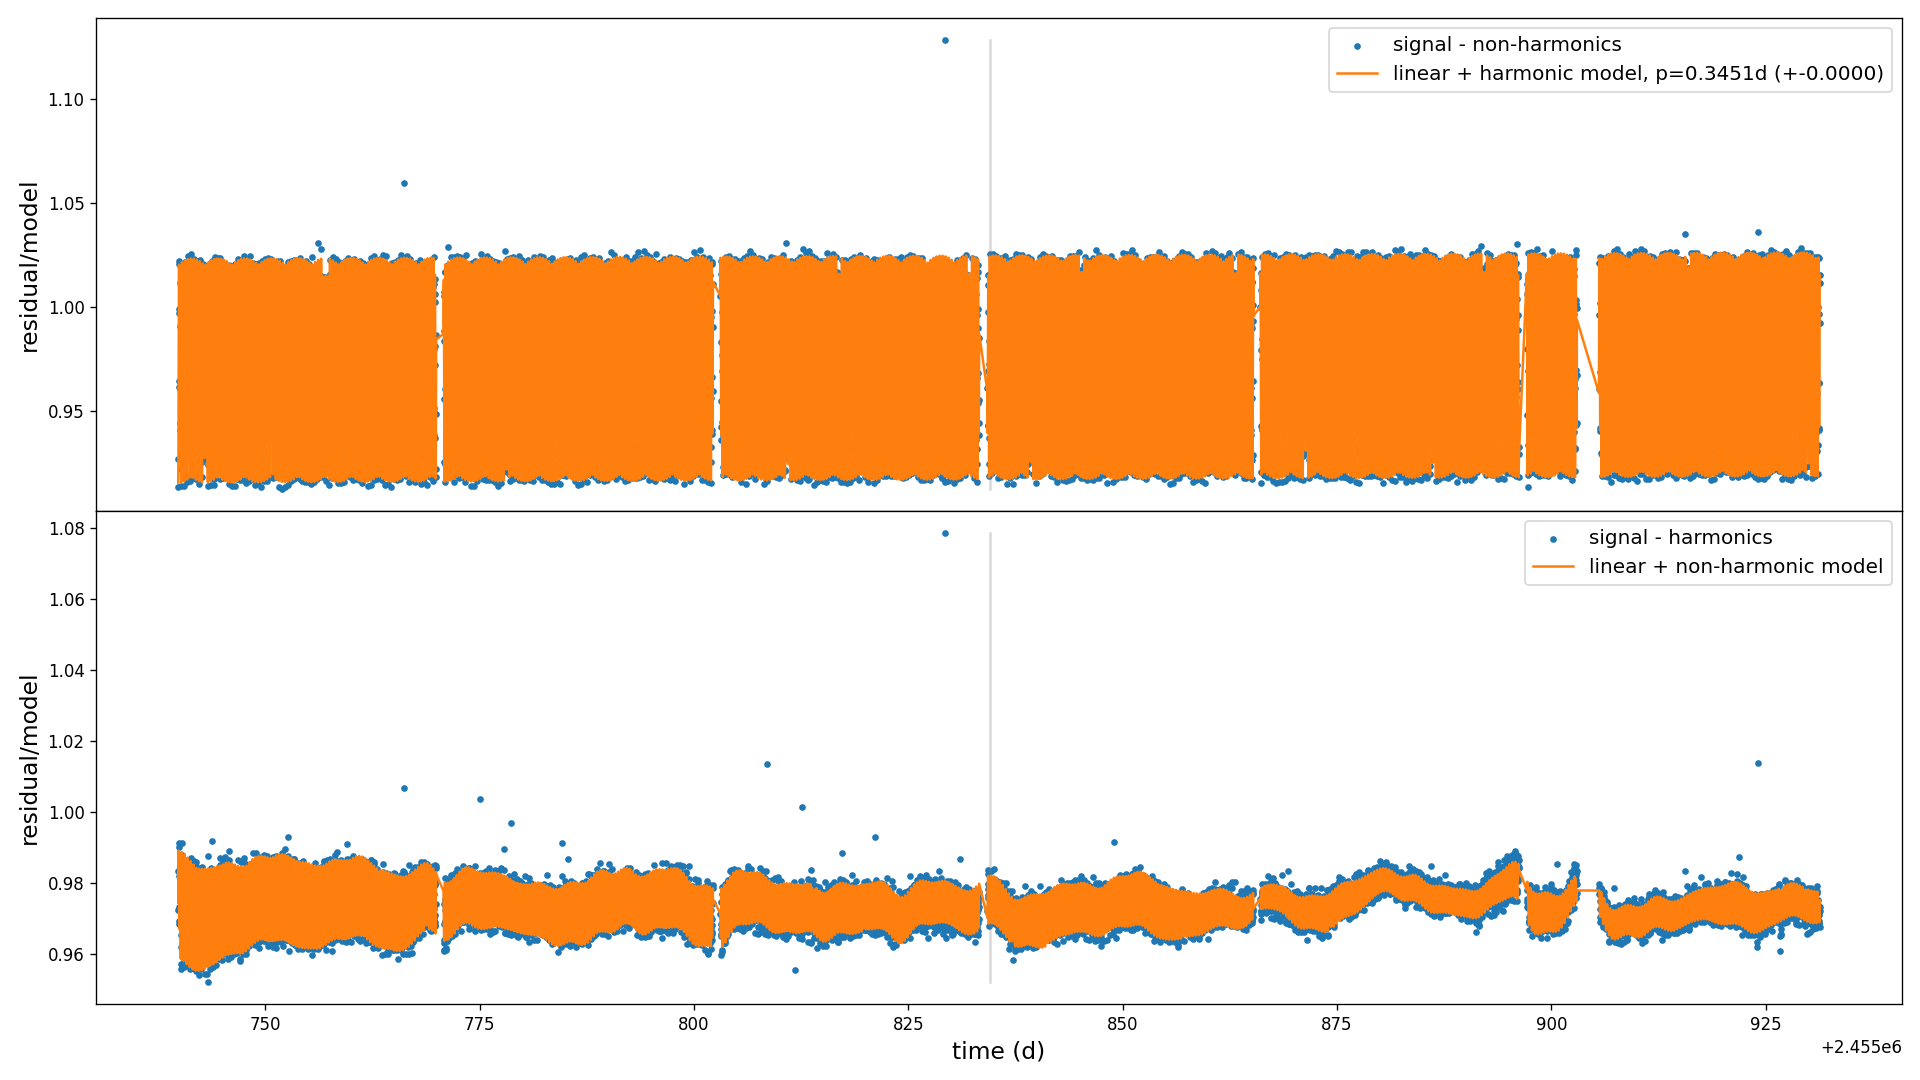 signal - non-harmonics
linear + harmonic model, p=0.3451d (+-0.0000)
residual/model
1.10
1.05
1.00
0.95
signal - harmonics
linear + non-harmonic model
residual/model
1.08
1.06
1.04
1.02
1.00
0.98
0.96
750 775 800 825 850 875 900 925
time (d)
+2.455e6